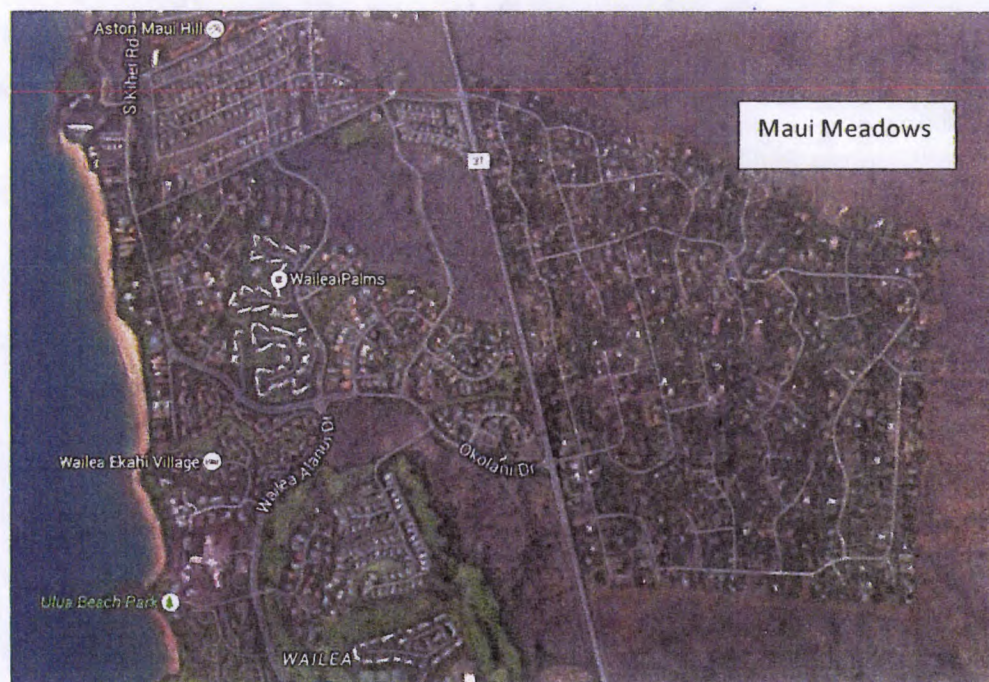 Aston Maui Hill
S Kihei Rd
Maui Meadows
31
Wailea Palms
Wailea Alanui Dr
Okolani Dr
Wailea Ekahi Village
Ulua Beach Park
WAILEA